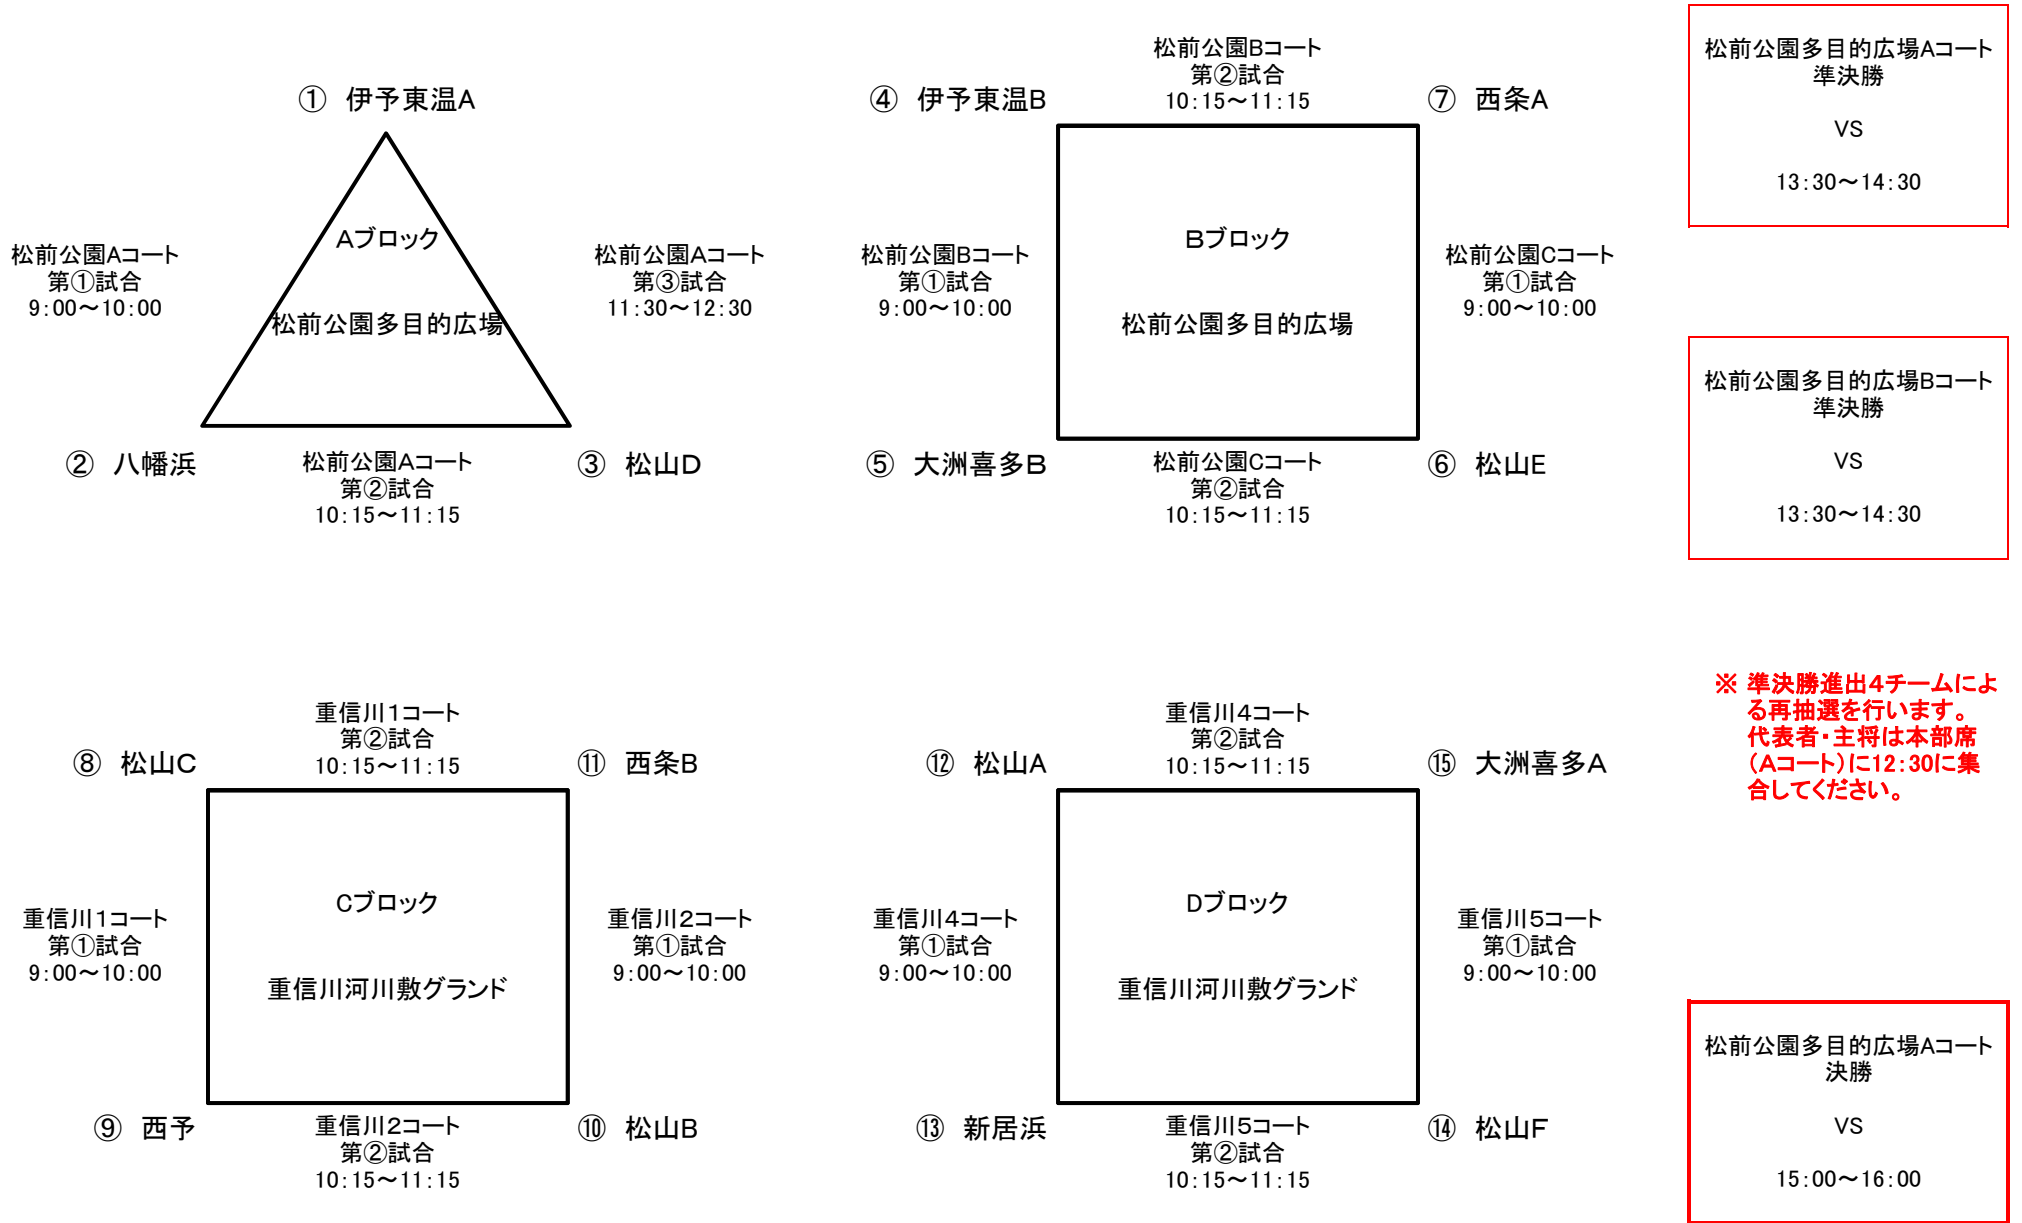 ① 伊予東温A
松前公園Aコート
第①試合
9:00～10:00
Aブロック
松前公園多目的広場
松前公園Aコート
第③試合
11:30～12:30
② 八幡浜
松前公園Aコート
第②試合
10:15～11:15
③ 松山D
④ 伊予東温B
松前公園Bコート
第②試合
10:15～11:15
⑦ 西条A
松前公園Bコート
第①試合
9:00～10:00
Bブロック
松前公園多目的広場
松前公園Cコート
第①試合
9:00～10:00
⑤ 大洲喜多B
松前公園Cコート
第②試合
10:15～11:15
⑥ 松山E
松前公園多目的広場Aコート
準決勝
VS
13:30～14:30
松前公園多目的広場Bコート
準決勝
VS
13:30～14:30
⑧ 松山C
重信川1コート
第②試合
10:15～11:15
⑪ 西条B
重信川1コート
第①試合
9:00～10:00
Cブロック
重信川河川敷グランド
重信川2コート
第①試合
9:00～10:00
⑨ 西予
重信川2コート
第②試合
10:15～11:15
⑩ 松山B
⑫ 松山A
重信川4コート
第②試合
10:15～11:15
⑮ 大洲喜多A
重信川4コート
第①試合
9:00～10:00
Dブロック
重信川河川敷グランド
重信川5コート
第①試合
9:00～10:00
⑬ 新居浜
重信川5コート
第②試合
10:15～11:15
⑭ 松山F
※ 準決勝進出4チームによ
る再抽選を行います。
代表者・主将は本部席
（Aコート）に12:30に集
合してください。
松前公園多目的広場Aコート
決勝
VS
15:00～16:00